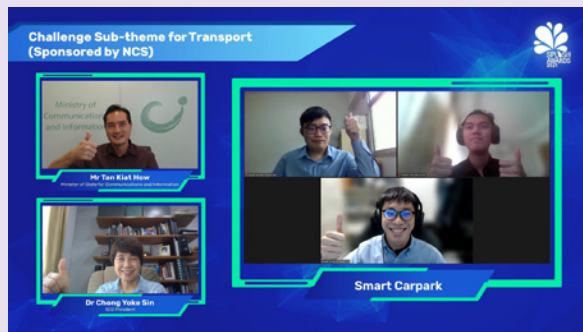 Challenge Sub-theme for Transport
(Sponsored by NCS)
SPLASH
AWARDS
2021
Ministry of
Communications
and Information
Mr Tan Kiat How
Minister of State for Communications and Information
Dr Chong Yoke Sin
SCS President
Smart Carpark